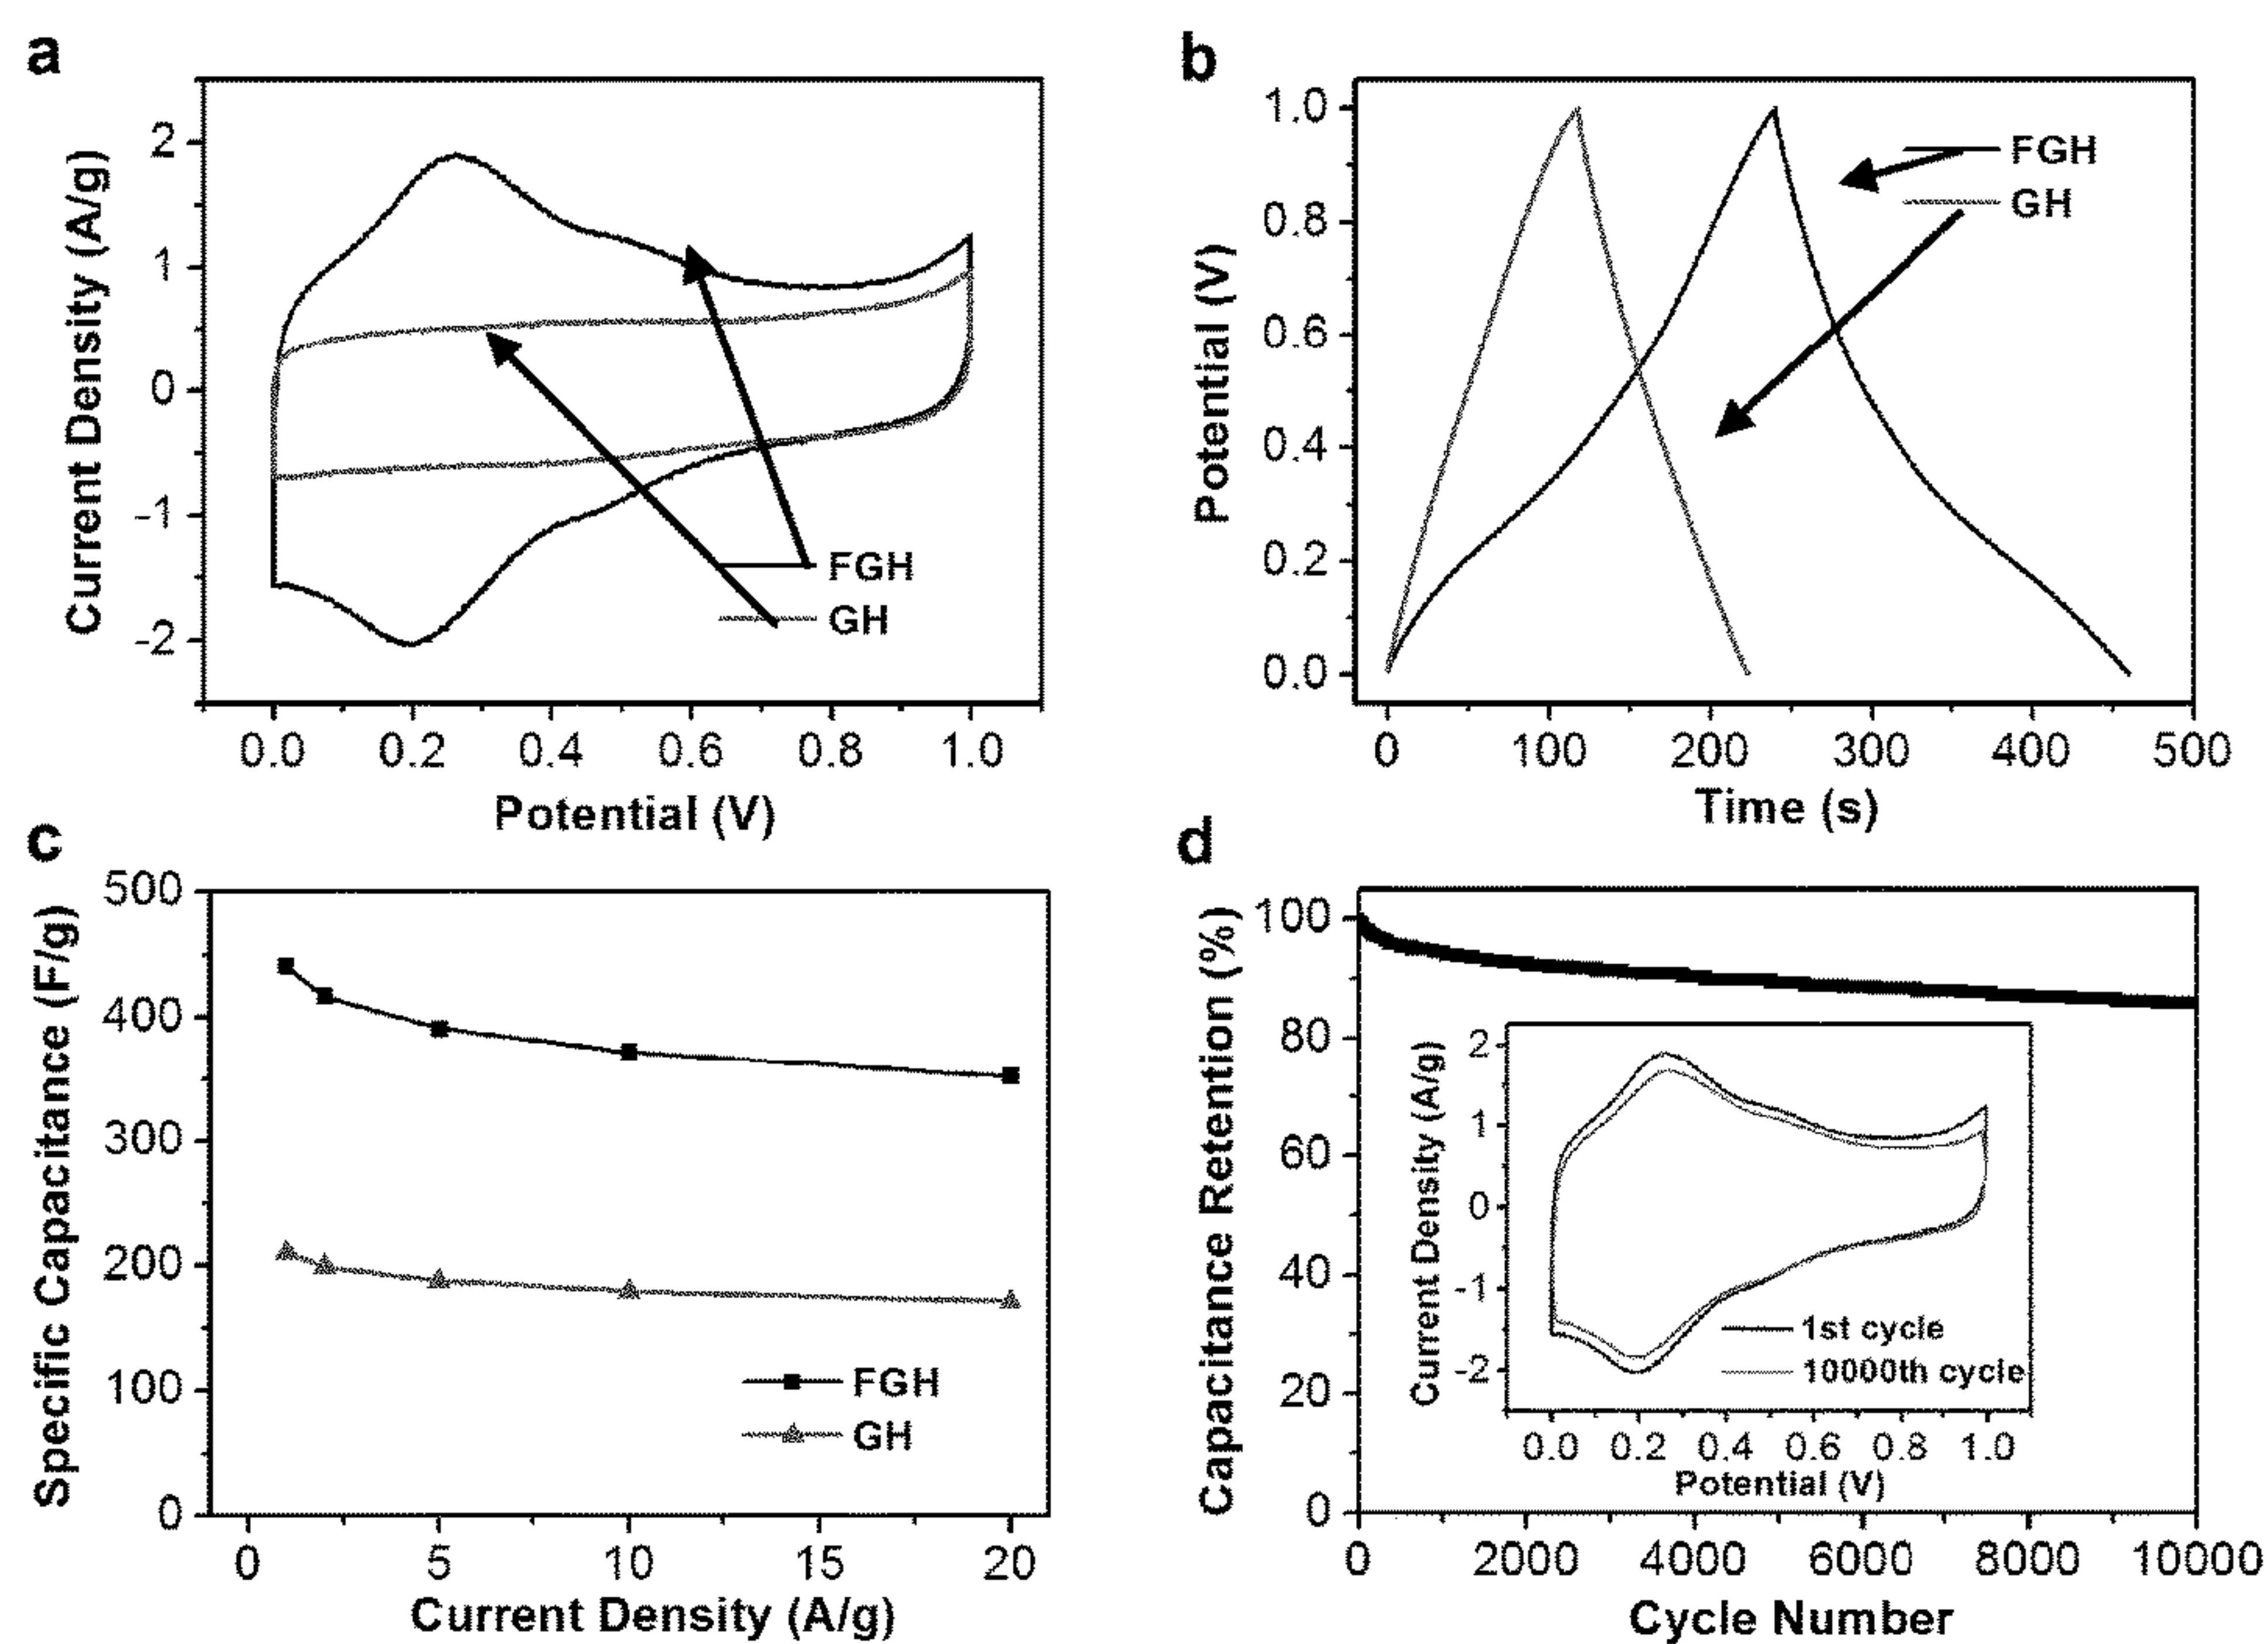 a
2
1
0
-1
-2
Current Density (A/g)
FGH
GH
0.0 0.2 0.4 0.6 0.8 1.0
Potential (V)
b
1.0
0.8
0.6
0.4
0.2
0.0
Potential (V)
FGH
GH
0 100 200 300 400 500
Time (s)
c
500
400
300
200
100
0
Specific Capacitance (F/g)
FGH
GH
0 5 10 15 20
Current Density (A/g)
d
100
80
60
40
20
0
Capacitance Retention (%)
2
1
0
-1
-2
Current Density (A/g)
1st cycle
10000th cycle
0.0 0.2 0.4 0.6 0.8 1.0
Potential (V)
0 2000 4000 6000 8000 10000
Cycle Number